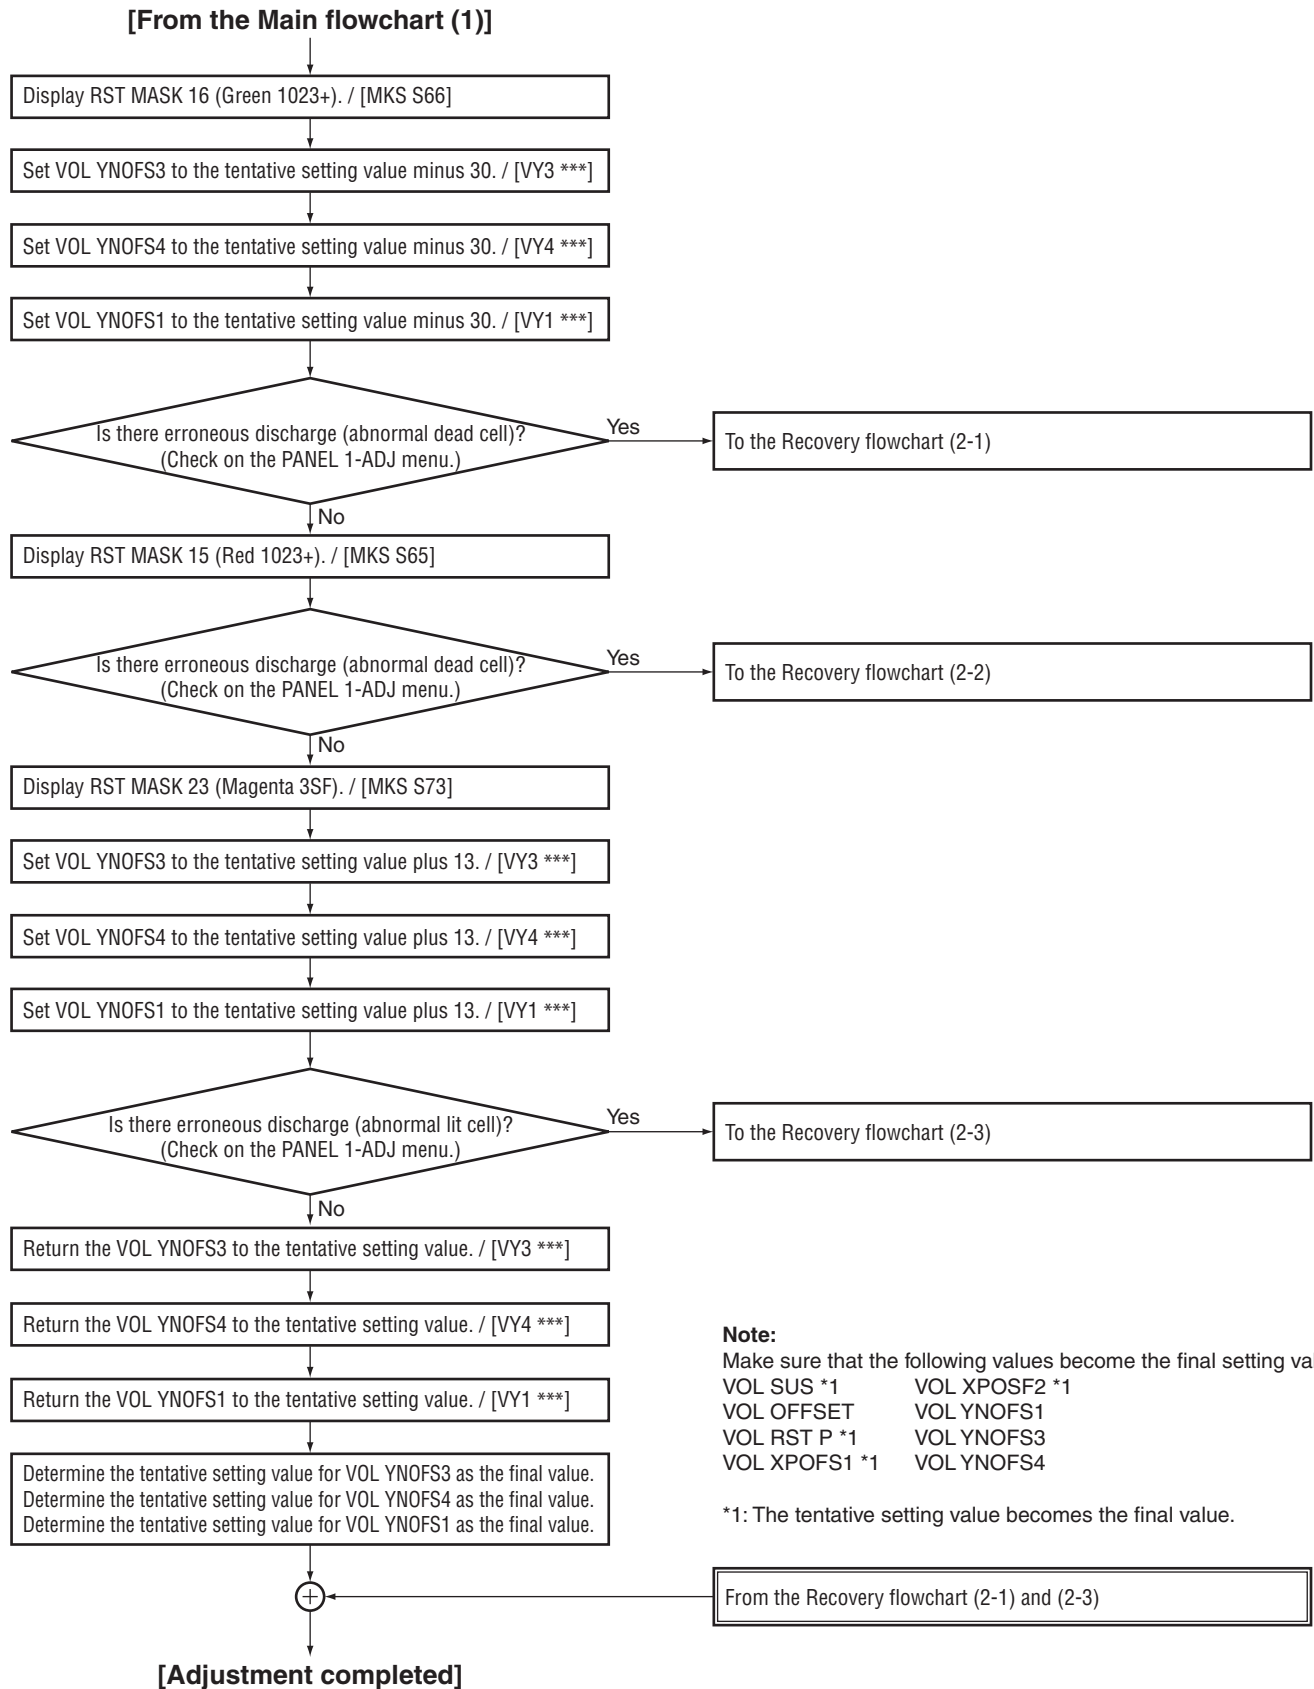 [From the Main flowchart (1)]
Display RST MASK 16 (Green 1023+). / [MKS S66]
Set VOL YNOFS3 to the tentative setting value minus 30. / [VY3 ***]
Set VOL YNOFS4 to the tentative setting value minus 30. / [VY4 ***]
Set VOL YNOFS1 to the tentative setting value minus 30. / [VY1 ***]
Is there erroneous discharge (abnormal dead cell)?
(Check on the PANEL 1-ADJ menu.)
Yes
To the Recovery flowchart (2-1)
No
Display RST MASK 15 (Red 1023+). / [MKS S65]
Is there erroneous discharge (abnormal dead cell)?
(Check on the PANEL 1-ADJ menu.)
Yes
To the Recovery flowchart (2-2)
No
Display RST MASK 23 (Magenta 3SF). / [MKS S73]
Set VOL YNOFS3 to the tentative setting value plus 13. / [VY3 ***]
Set VOL YNOFS4 to the tentative setting value plus 13. / [VY4 ***]
Set VOL YNOFS1 to the tentative setting value plus 13. / [VY1 ***]
Is there erroneous discharge (abnormal lit cell)?
(Check on the PANEL 1-ADJ menu.)
Yes
To the Recovery flowchart (2-3)
No
Return the VOL YNOFS3 to the tentative setting value. / [VY3 ***]
Return the VOL YNOFS4 to the tentative setting value. / [VY4 ***]
Return the VOL YNOFS1 to the tentative setting value. / [VY1 ***]
Determine the tentative setting value for VOL YNOFS3 as the final value.
Determine the tentative setting value for VOL YNOFS4 as the final value.
Determine the tentative setting value for VOL YNOFS1 as the final value.
Note:
Make sure that the following values become the final setting
VOL SUS *1 VOL XPOSF2 *1
VOL OFFSET VOL YNOFS1
VOL RST P *1 VOL YNOFS3
VOL XPOFS1 *1 VOL YNOFS4
*1: The tentative setting value becomes the final value.
From the Recovery flowchart (2-1) and (2-3)
[Adjustment completed]